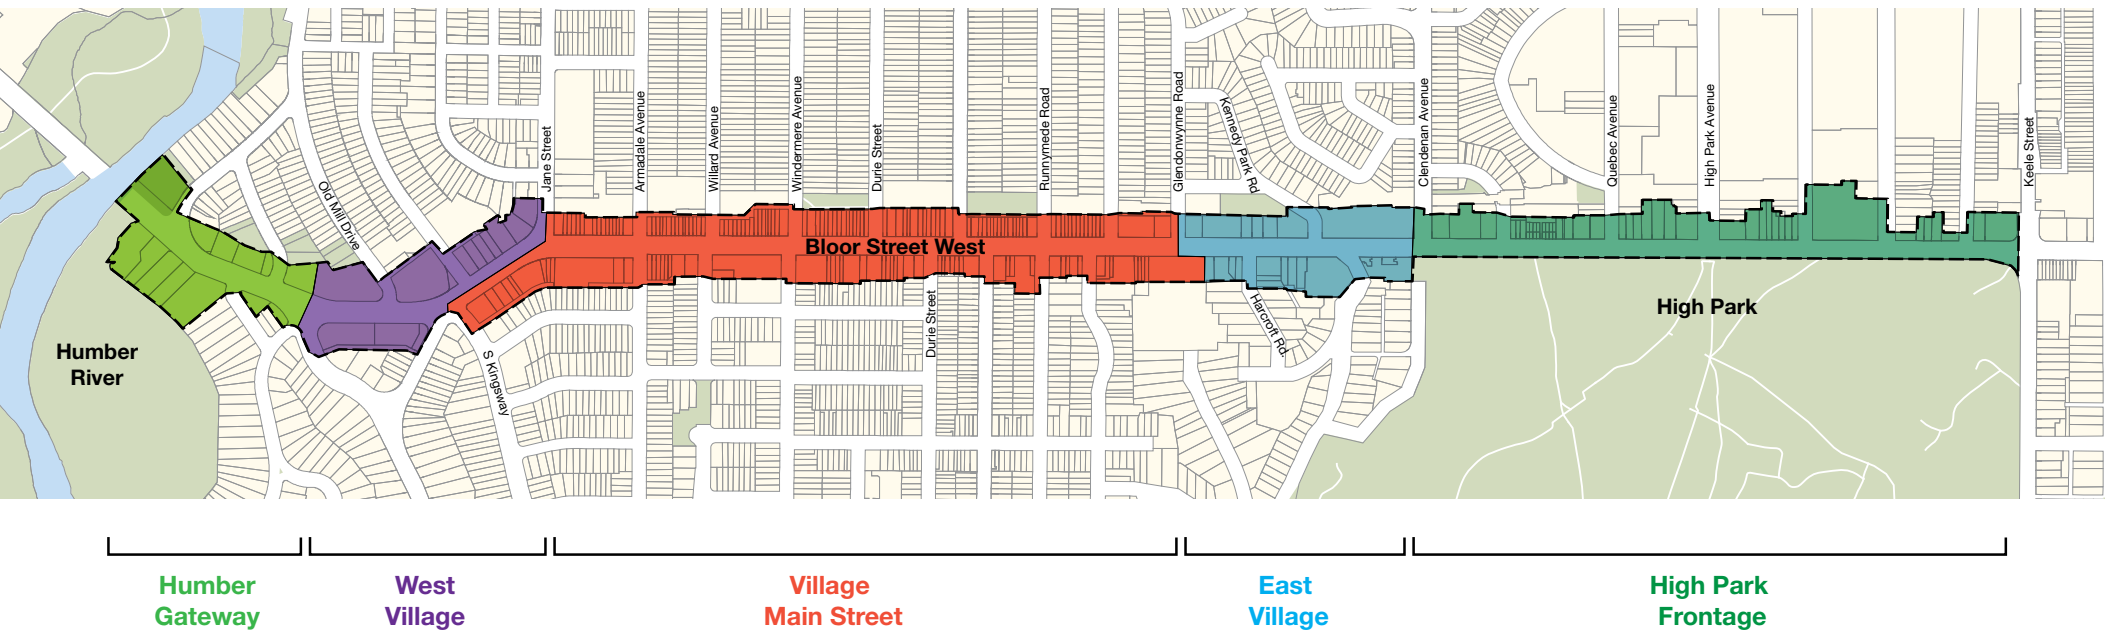 Old Mill Drive
Jane Street
Armadale Avenue
Willard Avenue
Windermere Avenue
Durie Street
Runnymede Road
Glendonwynne Road
Kennedy Park Rd
Clendenan Avenue
Quebec Avenue
High Park Avenue
Keele Street
Bloor Street West
High Park
Humber
River
S Kingsway
Durie Street
Harcroft Rd.
Humber
Gateway
West
Village
Village
Main Street
East
Village
High Park
Frontage